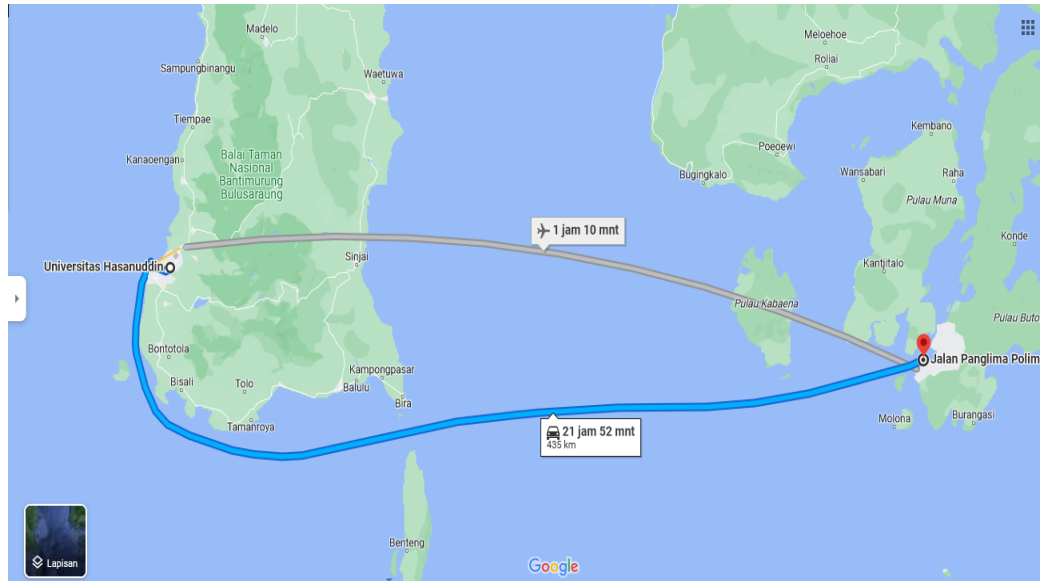 Madelo
Meloehoe
Sampungbinangu
Roliai
Waetuwa
Tiempae
Kembano
Kanaoengan
Balai Taman
Nasional
Bantimurung
Bulusaraung
Poeoewi
Bugingkalo
Wansabari
Raha
Pulau Muna
1 jam 10 mnt
Konde
Sinjai
Universitas Hasanuddin
Kantjitalo
Pulau Kabaena
Pulau Buto
Bontotola
Jalan Panglima Polim
Kampongpasar
Bisali
Tolo
Balulu
Bira
Tamanroya
Molona
Burangasi
21 jam 52 mnt
435 km
Benteng
Lapisan
Google